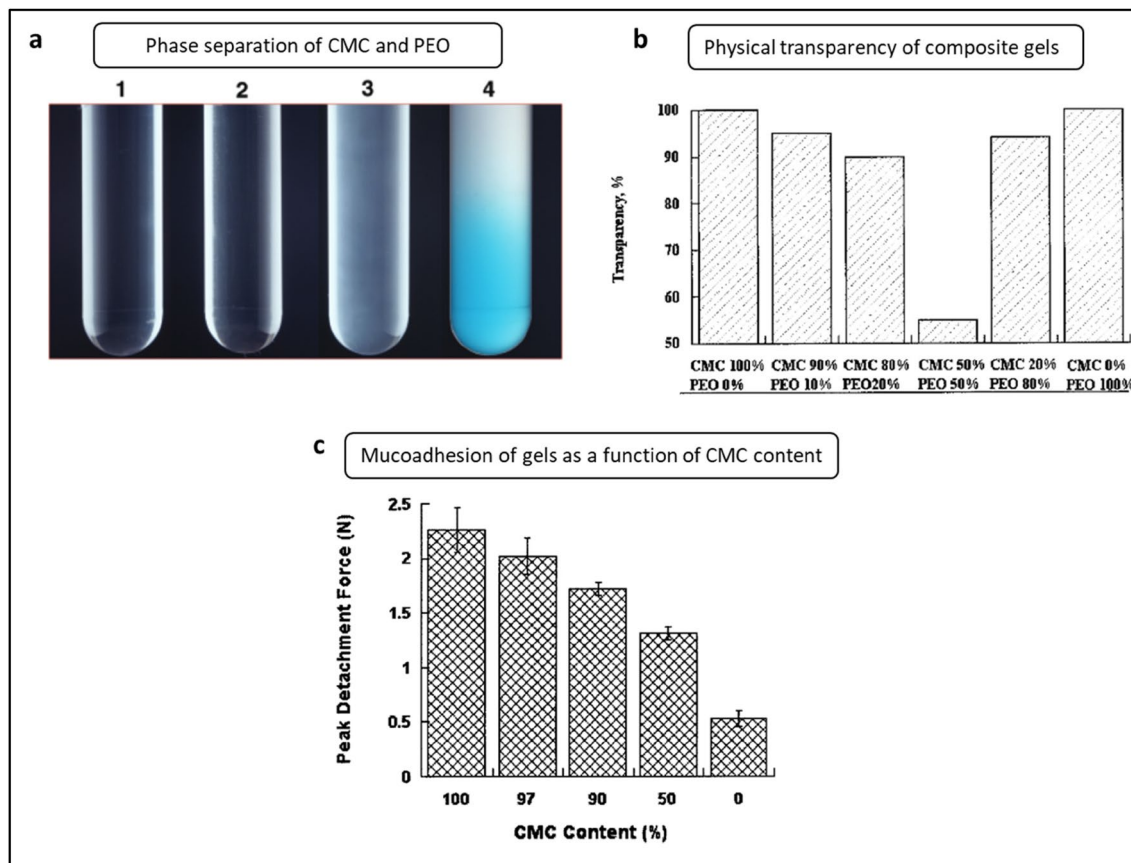 a
Phase separation of CMC and PEO
1 2 3 4
b
Physical transparency of composite gels
Transparency, %
100
90
80
70
60
50
CMC 100% CMC 90% CMC 80% CMC 50% CMC 20% CMC 0%
PEO 0% PEO 10% PEO20% PEO 50% PEO 80% PEO 100%
c
Mucoadhesion of gels as a function of CMC content
Peak Detachment Force (N)
2.5
2
1.5
1
0.5
0
100 97 90 50 0
CMC Content (%)